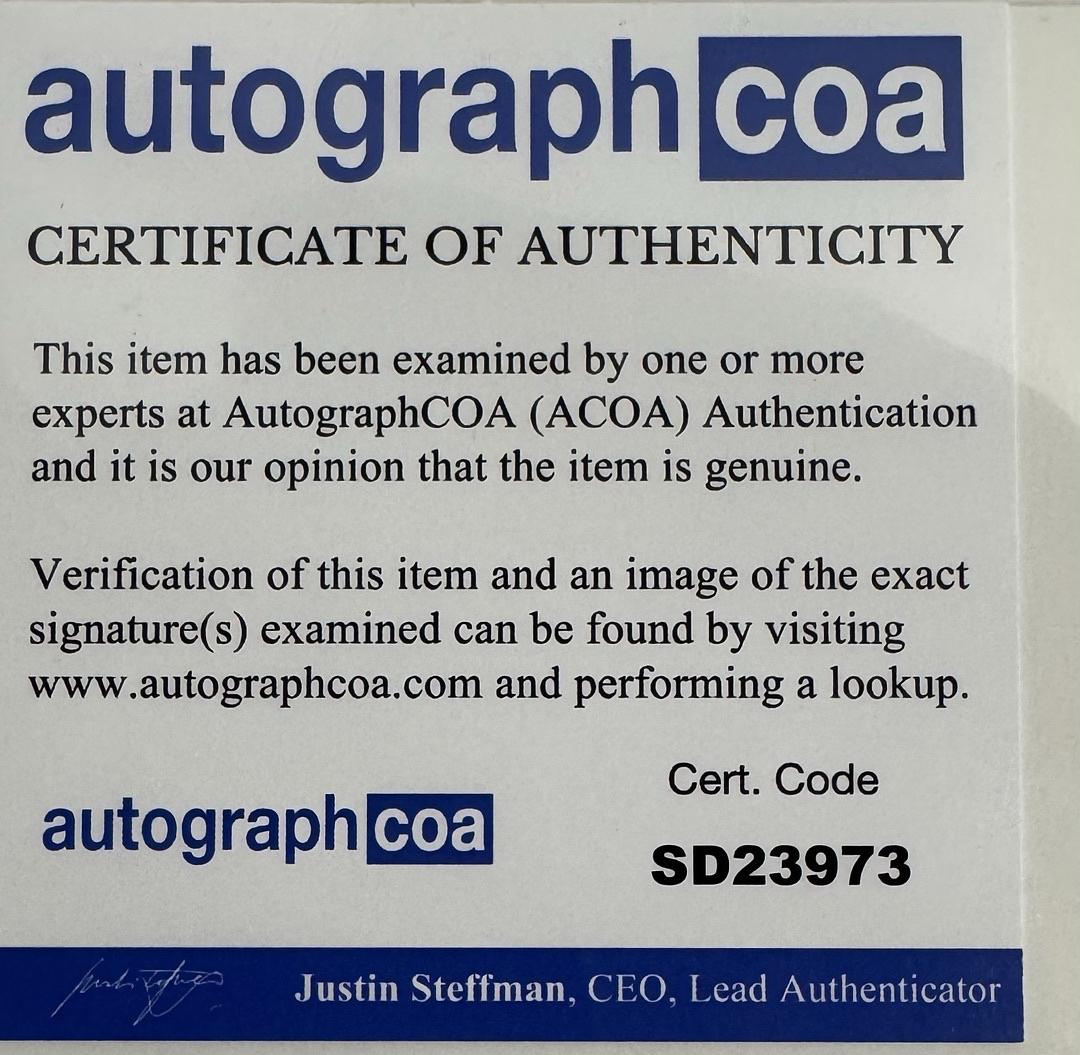 autographcoa
CERTIFICATE OF AUTHENTICITY
This item has been examined by one or more
experts at AutographCOA (ACOA) Authentication
and it is our opinion that the item is genuine.
Verification of this item and an image of the exact
signature(s) examined can be found by visiting
www.autographcoa.com and performing a lookup.
Cert. Code
autographcoa
SD23973
Justin Steffman, CEO, Lead Authenticator